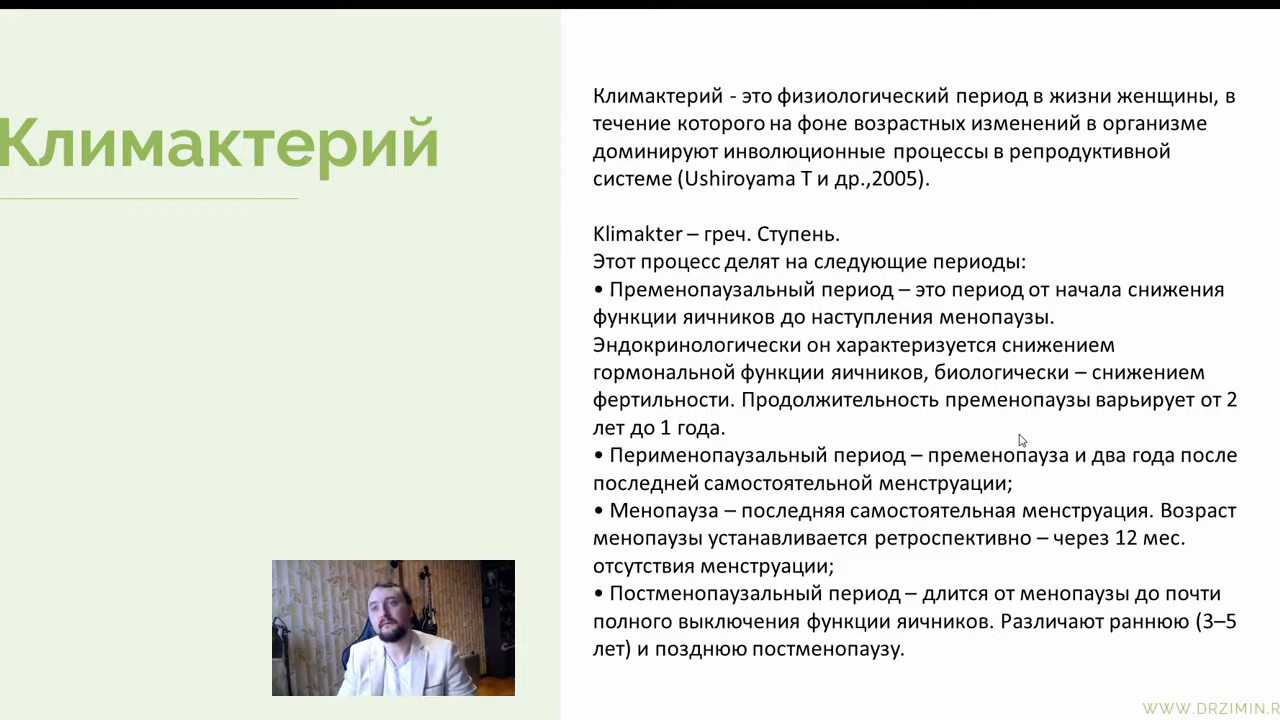 Климактерий
Климактерий - это физиологический период в жизни женщины, в
течение которого на фоне возрастных изменений в организме
доминируют инволюционные процессы в репродуктивной
системе (Ushiroyama T и др.,2005).
Klimakter – греч. Ступень.
Этот процесс делят на следующие периоды:
• Пременопаузальный период – это период от начала снижения
функции яичников до наступления менопаузы.
Эндокринологически он характеризуется снижением
гормональной функции яичников, биологически – снижением
фертильности. Продолжительность пременопаузы варьирует от 2
лет до 1 года.
• Перименопаузальный период – пременопауза и два года после
последней самостоятельной менструации;
• Менопауза – последняя самостоятельная менструация. Возраст
менопаузы устанавливается ретроспективно – через 12 мес.
отсутствия менструации;
• Постменопаузальный период – длится от менопаузы до почти
полного выключения функции яичников. Различают раннюю (3–5
лет) и позднюю постменопаузу.
WWW.DRZIMIN.R